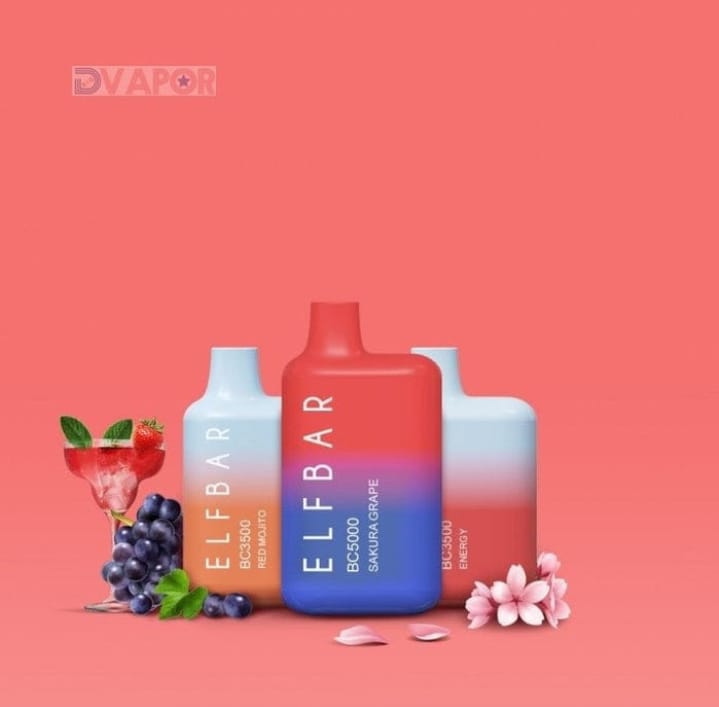 DVAPOR
ELFBAR
BC3500
RED MOJITO
ELFBAR
BC5000
SAKURA GRAPE
BC3500
ENERGY